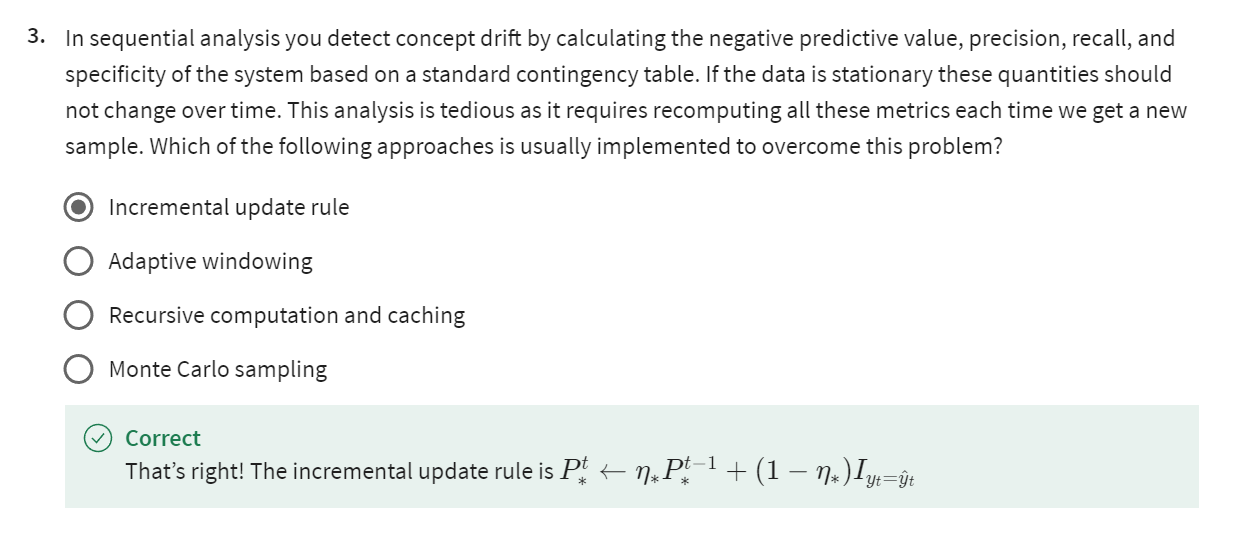 3. In sequential analysis you detect concept drift by calculating the negative predictive value, precision, recall, and
specificity of the system based on a standard contingency table. If the data is stationary these quantities should
not change over time. This analysis is tedious as it requires recomputing all these metrics each time we get a new
sample. Which of the following approaches is usually implemented to overcome this problem?
Incremental update rule
Adaptive windowing
Recursive computation and caching
Monte Carlo sampling
Correct
That's right! The incremental update rule is $P_*^t \leftarrow \eta_* P_*^{t-1} + (1 - \eta_*) I_{y_t = \hat{y}_t}$